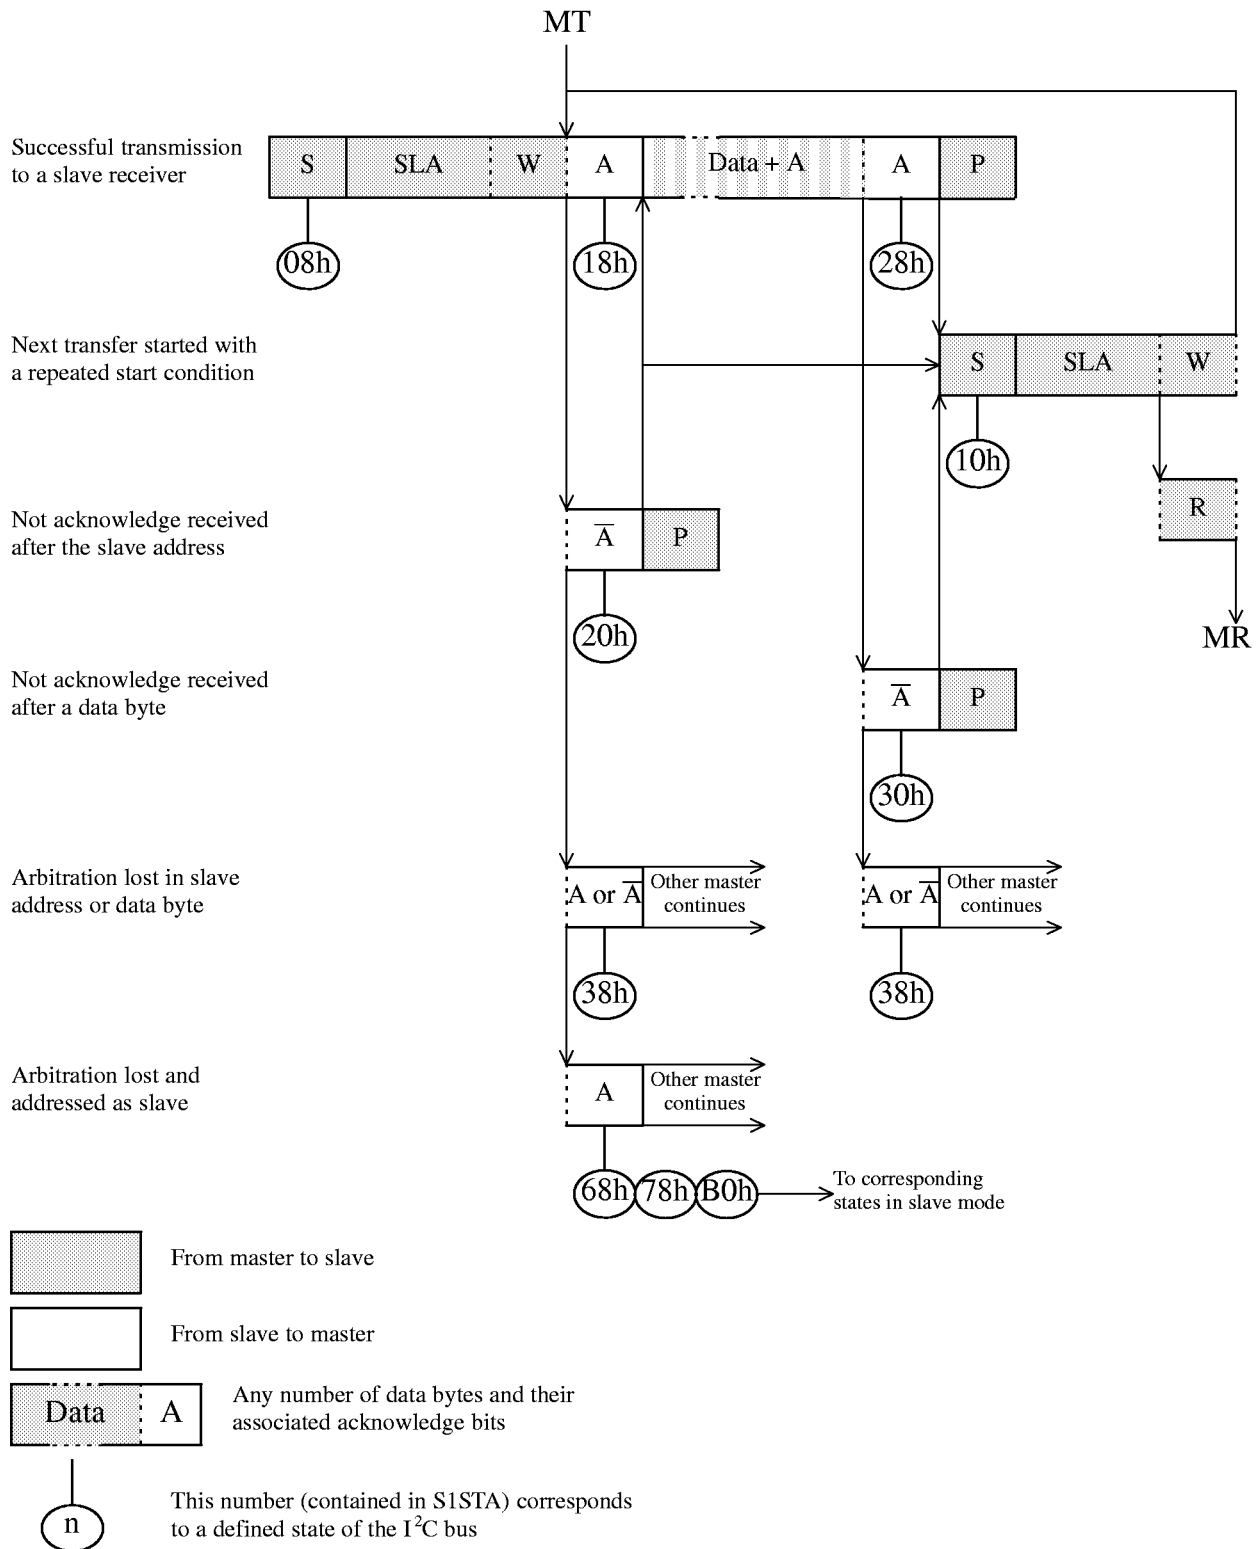 MT
Successful transmission
to a slave receiver
S SLA W A Data + A A P
08h 18h 28h
Next transfer started with
a repeated start condition
S SLA W
10h
Not acknowledge received
after the slave address
A̅ P
R
20h
MR
Not acknowledge received
after a data byte
A̅ P
30h
Arbitration lost in slave
address or data byte
A or A̅ Other master
continues
A or A̅ Other master
continues
38h 38h
Arbitration lost and
addressed as slave
A Other master
continues
68h 78h B0h To corresponding
states in slave mode
From master to slave
From slave to master
Data A Any number of data bytes and their
associated acknowledge bits
n This number (contained in S1STA) corresponds
to a defined state of the I²C bus